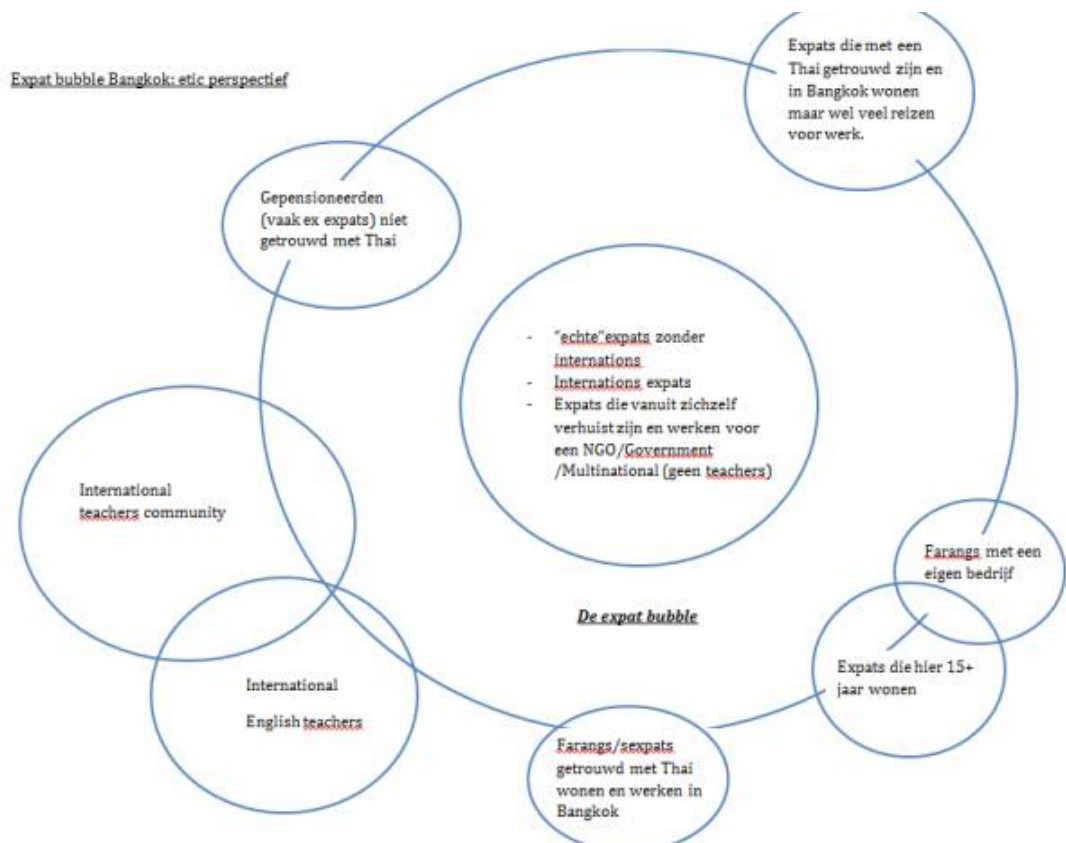 Expat bubble Bangkok: etic perspectief
Expats die met een
Thai getrouwd zijn en
in Bangkok wonen
maar wel veel reizen
voor werk.
Gepensioneerden
(vaak ex expats) niet
getrouwd met Thai
- "echte"expats zonder
internations
- Internations expats
- Expats die vanuit zichzelf
verhuist zijn en werken voor
een NGO/Government
/Multinational (geen teachers)
International
teachers community
Farangs met een
eigen bedrijf
De expat bubble
Expats die hier 15+
jaar wonen
International
English teachers
Farangs/sexpats
getrouwd met Thai
wonen en werken in
Bangkok